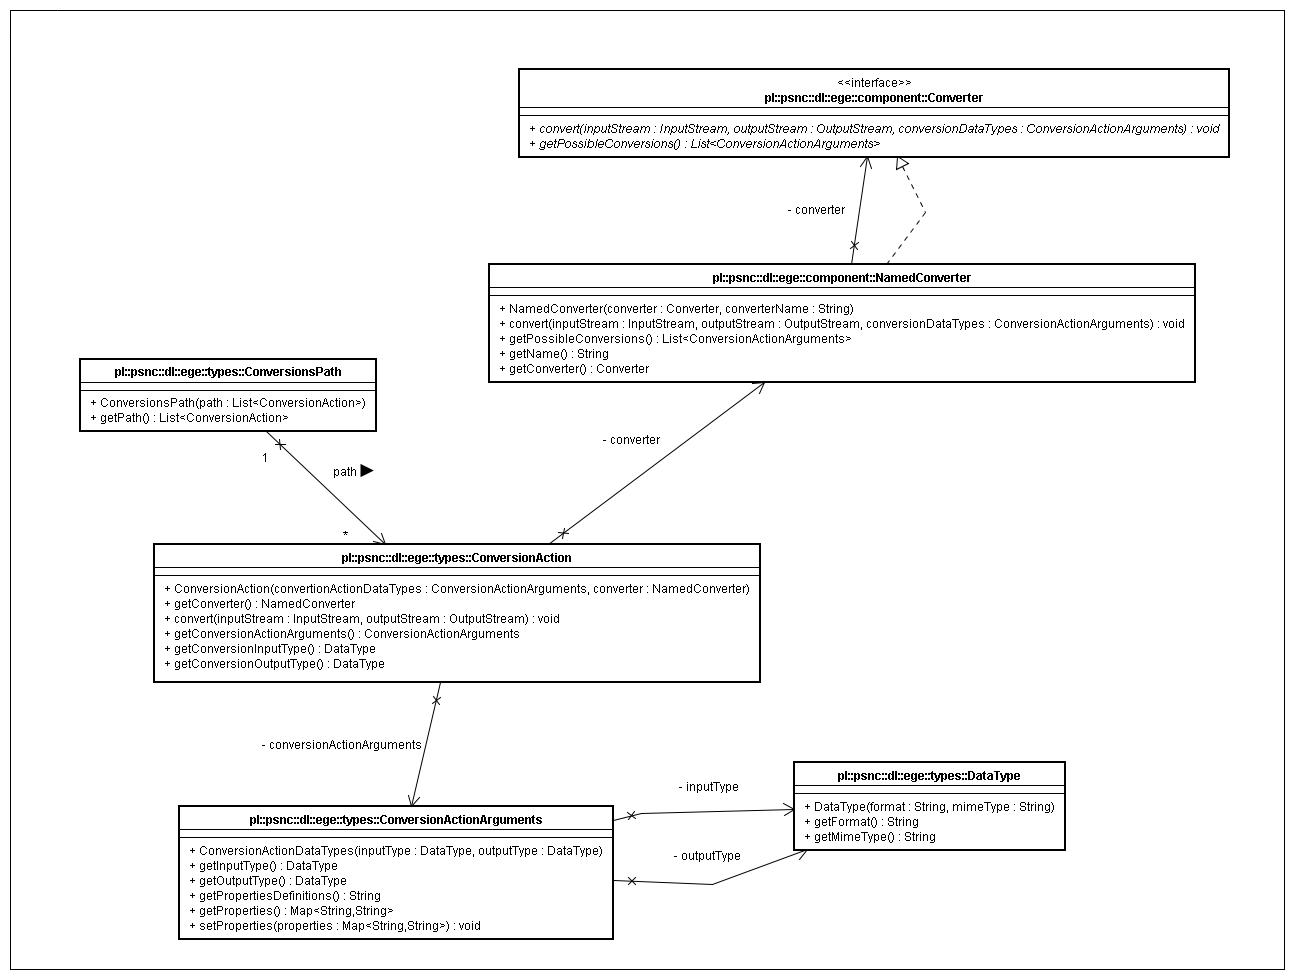 <<interface>>
pl::psnc::dl::ege::component::Converter
+ convert(inputStream : InputStream, outputStream : OutputStream, conversionDataTypes : ConversionActionArguments) : void
+ getPossibleConversions() : List<ConversionActionArguments>
- converter
pl::psnc::dl::ege::component::NamedConverter
+ NamedConverter(converter : Converter, converterName : String)
+ convert(inputStream : InputStream, outputStream : OutputStream, conversionDataTypes : ConversionActionArguments) : void
+ getPossibleConversions() : List<ConversionActionArguments>
+ getName() : String
+ getConverter() : Converter
pl::psnc::dl::ege::types::ConversionsPath
+ ConversionsPath(path : List<ConversionAction>)
+ getPath() : List<ConversionAction>
- converter
1
path ▶
*
pl::psnc::dl::ege::types::ConversionAction
+ ConversionAction(convertionActionDataTypes : ConversionActionArguments, converter : NamedConverter)
+ getConverter() : NamedConverter
+ convert(inputStream : InputStream, outputStream : OutputStream) : void
+ getConversionActionArguments() : ConversionActionArguments
+ getConversionInputType() : DataType
+ getConversionOutputType() : DataType
- conversionActionArguments
pl::psnc::dl::ege::types::ConversionActionArguments
+ ConversionActionDataTypes(inputType : DataType, outputType : DataType)
+ getInputType() : DataType
+ getOutputType() : DataType
+ getPropertiesDefinitions() : String
+ getProperties() : Map<String,String>
+ setProperties(properties : Map<String,String>) : void
- inputType
- outputType
pl::psnc::dl::ege::types::DataType
+ DataType(format : String, mimeType : String)
+ getFormat() : String
+ getMimeType() : String